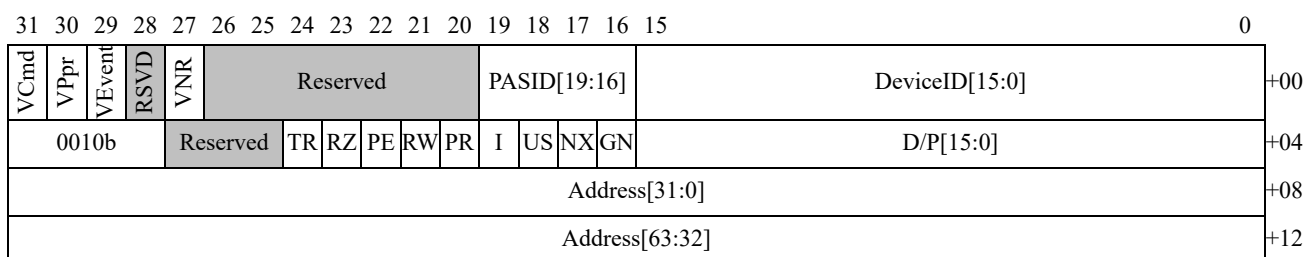 31 30 29 28 27 26 25 24 23 22 21 20 19 18 17 16 15 0
VCmd VPpr VEvent RSVD VNR Reserved PASID[19:16] DeviceID[15:0] +00
0010b Reserved TR RZ PE RW PR I US NX GN D/P[15:0] +04
Address[31:0] +08
Address[63:32] +12